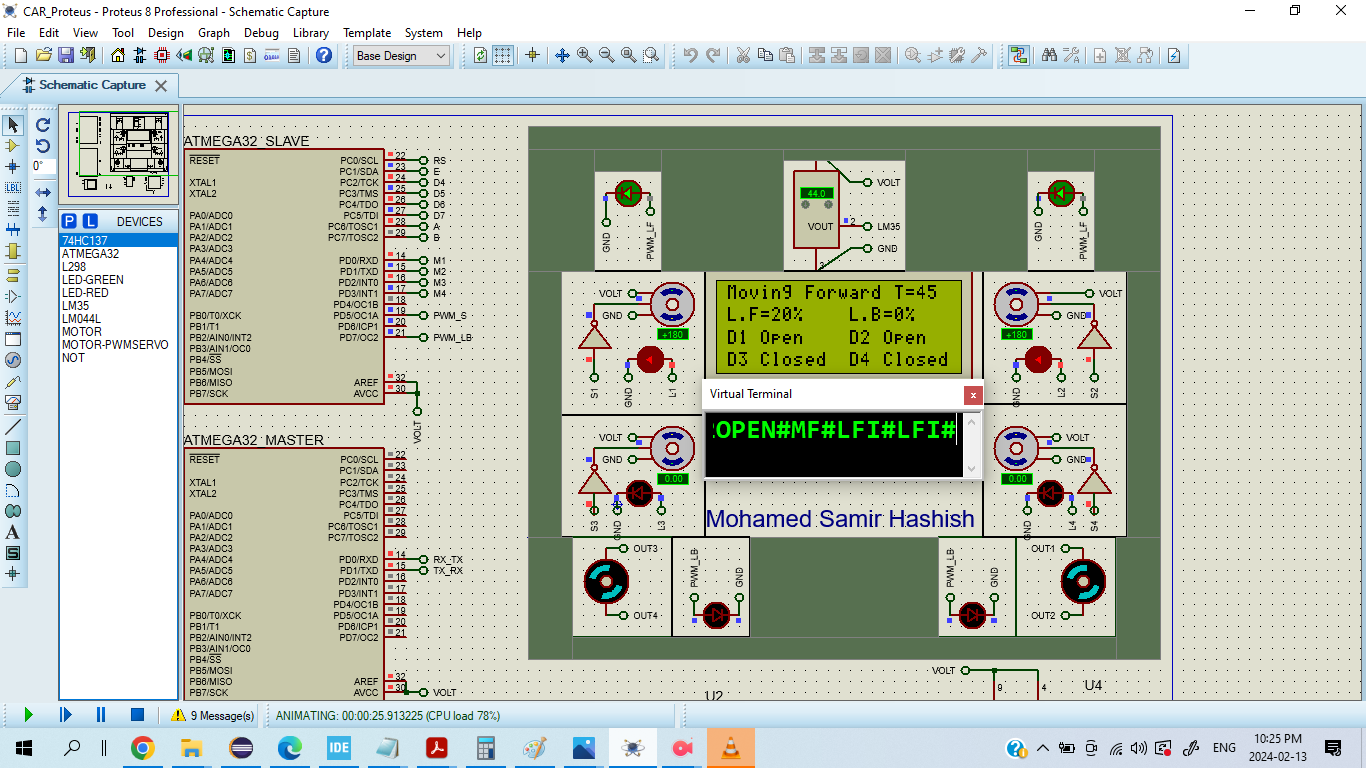 CAR_Proteus - Proteus 8 Professional - Schematic Capture
File Edit View Tool Design Graph Debug Library Template System Help
Base Design
Schematic Capture
0°
P L DEVICES
74HC137
ATMEGA32
L298
LED-GREEN
LED-RED
LM35
LM044L
MOTOR
MOTOR-PWMSERVO
NOT
LBL
A
S
ATMEGA32 SLAVE
RESET
XTAL1
XTAL2
PA0/ADC0
PA1/ADC1
PA2/ADC2
PA3/ADC3
PA4/ADC4
PA5/ADC5
PA6/ADC6
PA7/ADC7
PB0/T0/XCK
PB1/T1
PB2/AIN0/INT2
PB3/AIN1/OC0
PB4/SS
PB5/MOSI
PB6/MISO
PB7/SCK
PC0/SCL 22 RS
PC1/SDA 23 E
PC2/TCK 24 D4
PC3/TMS 25 D5
PC4/TDO 26 D6
PC5/TDI 27 D7
PC6/TOSC1 28 A
PC7/TOSC2 29 B
PD0/RXD 14 M1
PD1/TXD 15 M2
PD2/INT0 16 M3
PD3/INT1 17 M4
PD4/OC1B 18
PD5/OC1A 19 PWM_S
PD6/ICP1 20
PD7/OC2 21 PWM_LB
AREF 32
AVCC 30
VOLT
ATMEGA32 MASTER
RESET
XTAL1
XTAL2
PA0/ADC0
PA1/ADC1
PA2/ADC2
PA3/ADC3
PA4/ADC4
PA5/ADC5
PA6/ADC6
PA7/ADC7
PB0/T0/XCK
PB1/T1
PB2/AIN0/INT2
PB3/AIN1/OC0
PB4/SS
PB5/MOSI
PB6/MISO
PB7/SCK
PC0/SCL 22
PC1/SDA 23
PC2/TCK 24
PC3/TMS 25
PC4/TDO 26
PC5/TDI 27
PC6/TOSC1 28
PC7/TOSC2 29
PD0/RXD 14 RX_TX
PD1/TXD 15 TX_RX
PD2/INT0 16
PD3/INT1 17
PD4/OC1B 18
PD5/OC1A 19
PD6/ICP1 20
PD7/OC2 21
AREF 32
AVCC 30 VOLT
GND PWM_LF
44.0
VOUT
VOLT
2 LM35
GND
GND PWM_LF
VOLT
GND
+180
S1 GND L1
Moving Forward T=45
L.F=20% L.B=0%
D1 Open D2 Open
D3 Closed D4 Closed
VOLT
GND
+180
GND L2 S2
Virtual Terminal
OPEN#MF#LFI#LFI#
VOLT
GND
0.00
S3 GND L3
VOLT
GND
0.00
GND L4 S4
Mohamed Samir Hashish
OUT3
OUT4
PWM_LB GND
PWM_LB GND
OUT1
OUT2
VOLT
9 4
U2
U4
9 Message(s) ANIMATING: 00:00:25.913225 (CPU load 78%)
IDE
ENG
10:25 PM
2024-02-13